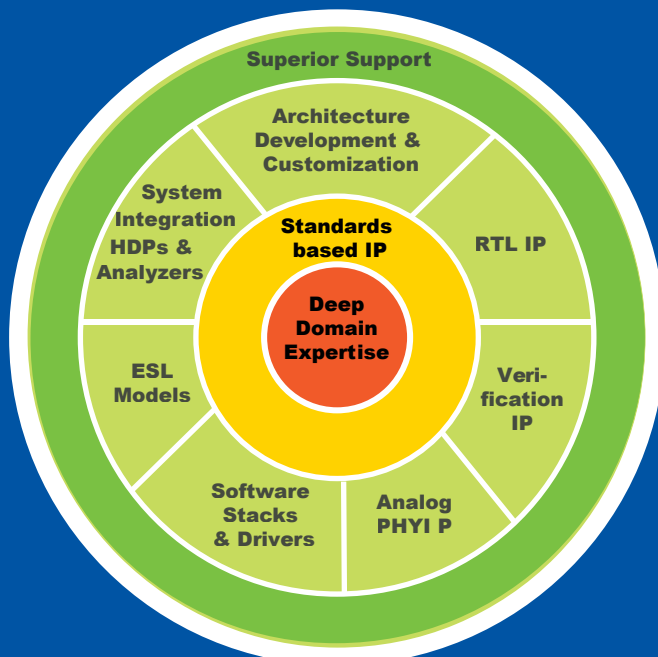 Superior Support
Architecture
Development &
Customization
System
Integration
HDPs &
Analyzers
Standards
based IP
RTL IP
Deep
Domain
Expertise
ESL
Models
Veri-
fication
IP
Software
Stacks
& Drivers
Analog
PHYI P